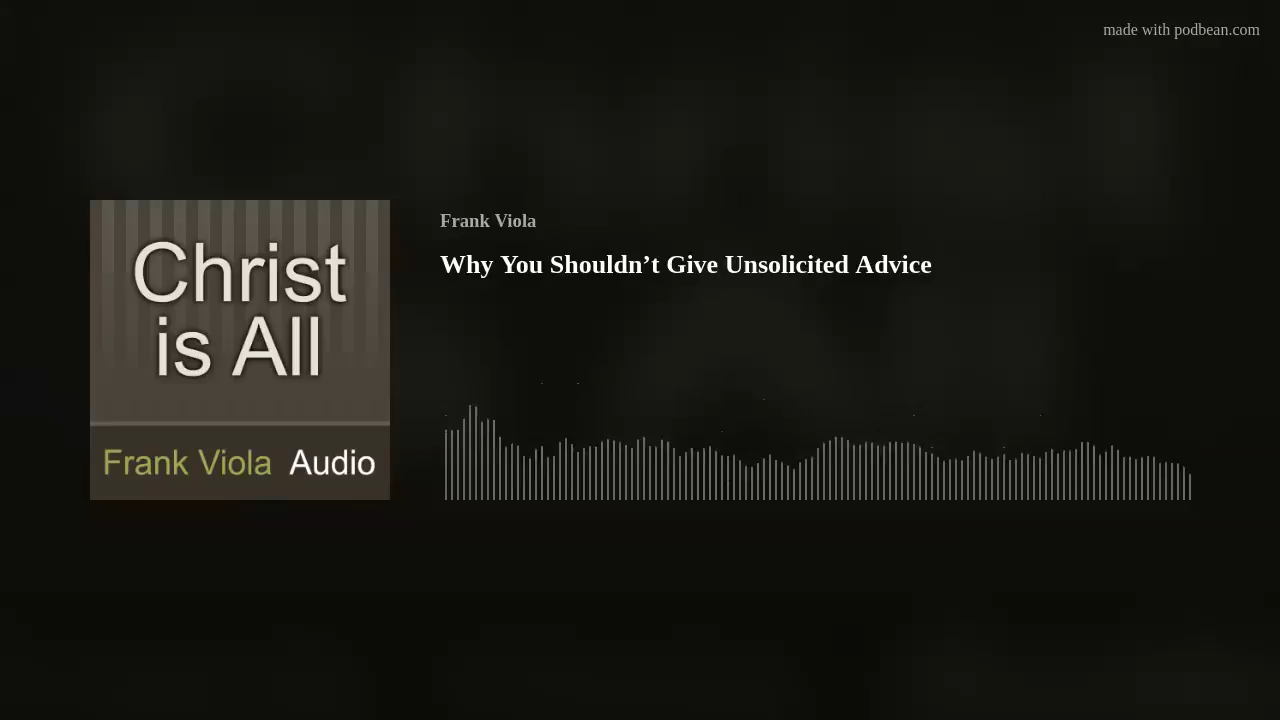 made with podbean.com
Christ
is All
Frank Viola Audio
Frank Viola
Why You Shouldn’t Give Unsolicited Advice